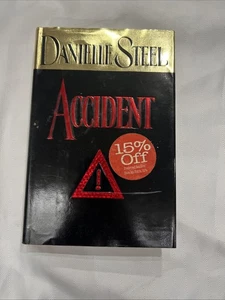 DANIELLE STEEL
ACCIDENT
15%
Off
!